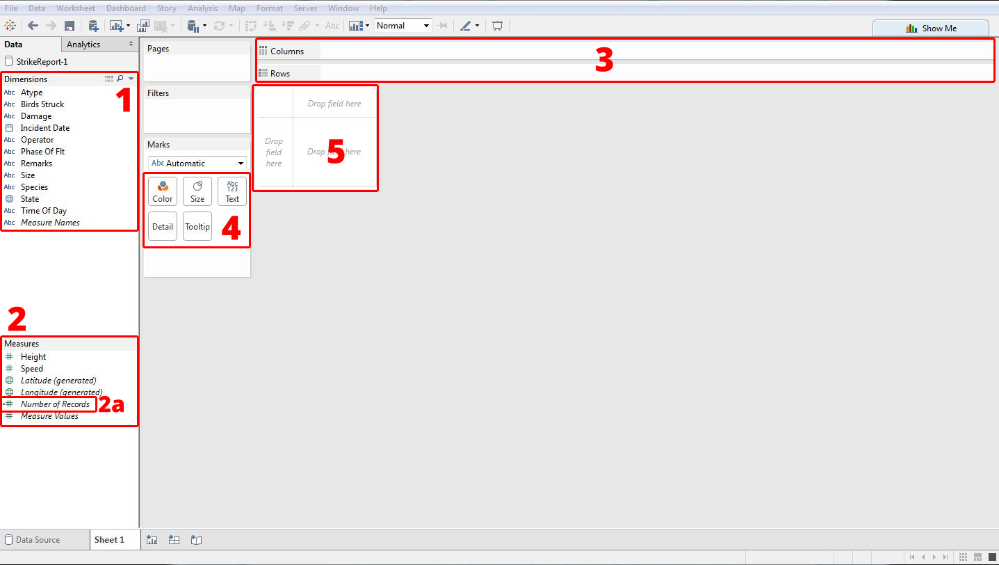 File Data Worksheet Dashboard Story Analysis Map Format Server Window Help
Abc Normal
Show Me
Data Analytics
StrikeReport-1
Dimensions
1
Abc Atype
Abc Birds Struck
Abc Damage
Incident Date
Abc Operator
Abc Phase Of Flt
Abc Remarks
Abc Size
Abc Species
State
Abc Time Of Day
Abc Measure Names
2
Measures
Height
Speed
Latitude (generated)
Longitude (generated)
=# Number of Records 2a
Measure Values
Pages
Filters
Marks
Abc Automatic
Color Size Abc 123 Text
Detail Tooltip 4
Columns
Rows
3
Drop field here
Drop field here
Drop field here
5
Data Source Sheet 1